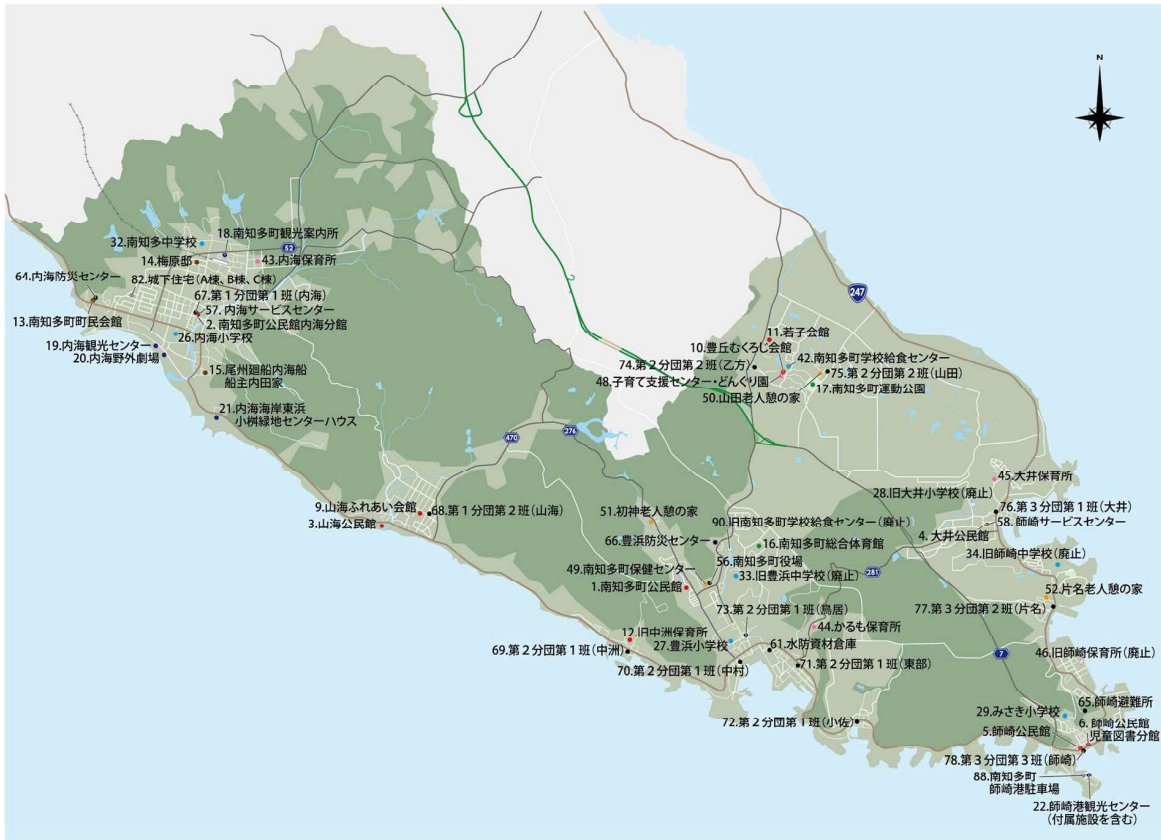 N
18.南知多町観光案内所
32.南知多中学校
52
14.梅原邸
43.内海保育所
64.内海防災センター
82.城下住宅(A棟、B棟、C棟)
67.第1分団第1班(内海)
57. 内海サービスセンター
13.南知多町町民会館
2. 南知多町公民館内海分館
26.内海小学校
19.内海観光センター
20.内海野外劇場
15.尾州廻船内海船
船主内田家
21.内海海岸東浜
小桝緑地センターハウス
247
11.若子会館
10.豊丘むくろじ会館
42.南知多町学校給食センター
74.第2分団第2班(乙方)
75.第2分団第2班(山田)
48.子育て支援センター・どんぐり園
17.南知多町運動公園
50.山田老人憩の家
276
470
45.大井保育所
28.旧大井小学校(廃止)
9.山海ふれあい会館
68.第1分団第2班(山海)
51.初神老人憩の家
76.第3分団第1班(大井)
3.山海公民館
90.旧南知多町学校給食センター(廃止)
58. 師崎サービスセンター
66.豊浜防災センター
16.南知多町総合体育館
4. 大井公民館
56.南知多町役場
34.旧師崎中学校(廃止)
49.南知多町保健センター
33.旧豊浜中学校(廃止)
281
1.南知多町公民館
52.片名老人憩の家
73.第2分団第1班(鳥居)
77.第3分団第2班(片名)
12.旧中洲保育所
44.かるも保育所
27.豊浜小学校
61.水防資材倉庫
69.第2分団第1班(中洲)
7
46.旧師崎保育所(廃止)
70.第2分団第1班(中村)
71.第2分団第1班(東部)
65.師崎避難所
29.みさき小学校
6. 師崎公民館
児童図書分館
72.第2分団第1班(小佐)
5.師崎公民館
78.第3分団第3班(師崎)
88.南知多町
師崎港駐車場
22.師崎港観光センター
(付属施設を含む)